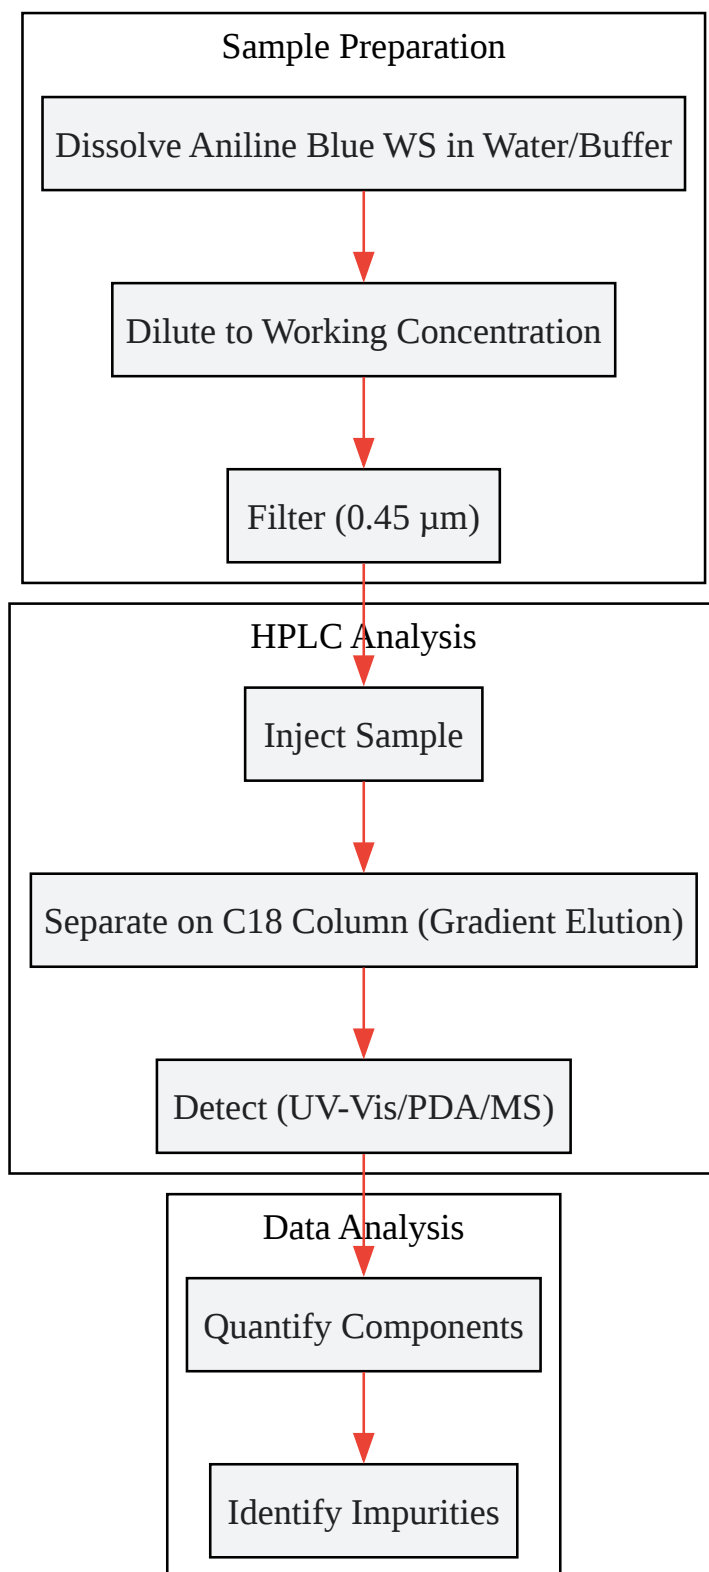 Sample Preparation
Dissolve Aniline Blue WS in Water/Buffer
Dilute to Working Concentration
Filter (0.45 µm)
HPLC Analysis
Inject Sample
Separate on C18 Column (Gradient Elution)
Detect (UV-Vis/PDA/MS)
Data Analysis
Quantify Components
Identify Impurities